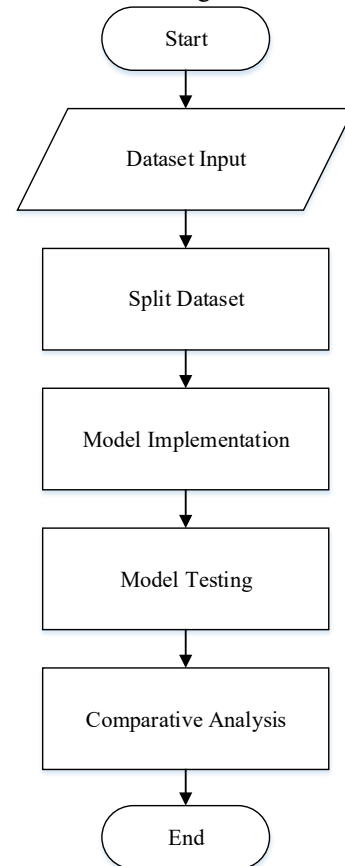 Start
Dataset Input
Split Dataset
Model Implementation
Model Testing
Comparative Analysis
End